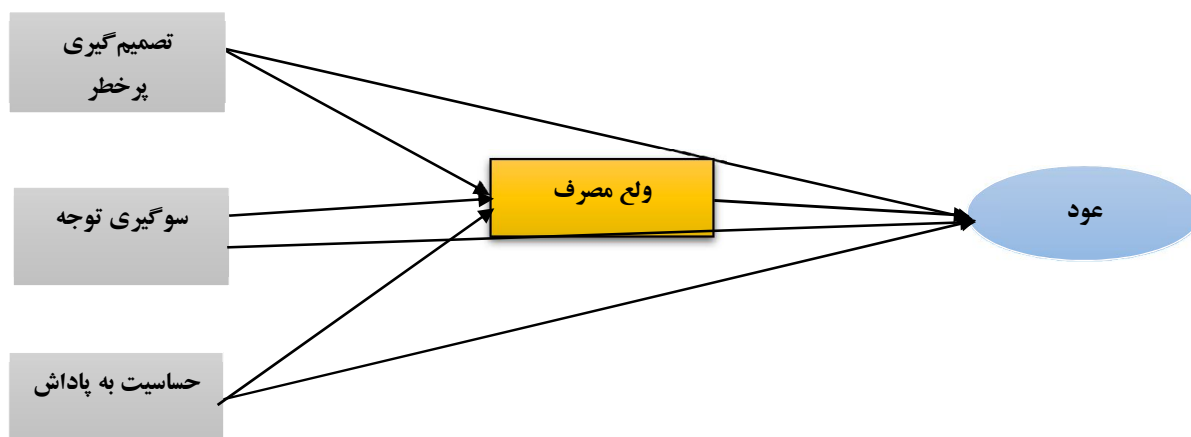 تصمیم‌گیری
پرخطر
ولع مصرف
سوگیری توجه
عود
حساسیت به پاداش